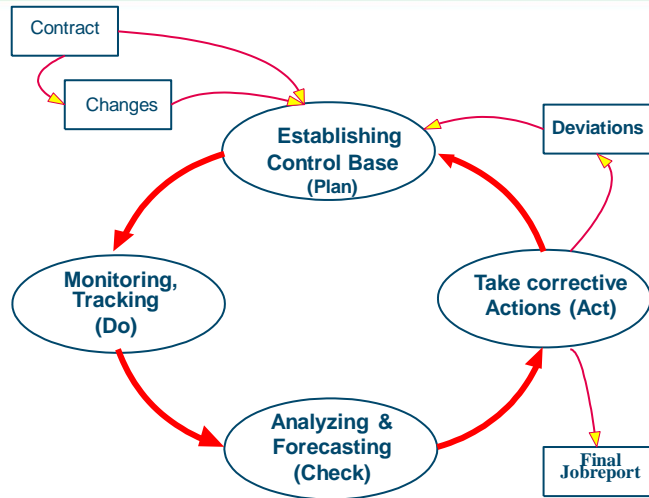 Contract
Changes
Establishing
Control Base
(Plan)
Deviations
Monitoring,
Tracking
(Do)
Take corrective
Actions (Act)
Analyzing &
Forecasting
(Check)
Final
Jobreport